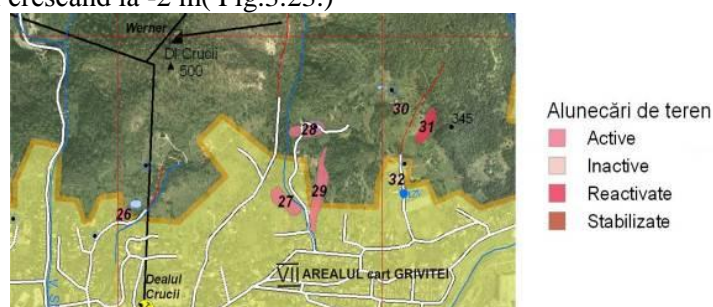 crescând la -2 m( Fig.3.23.)
Werner
Dl Crucii
500
30
28
31
345
32
29
27
26
Dealul
Crucii
VII AREALUL cart GRIVITEI
Alunecări de teren
Active
Inactive
Reactivate
Stabilizate